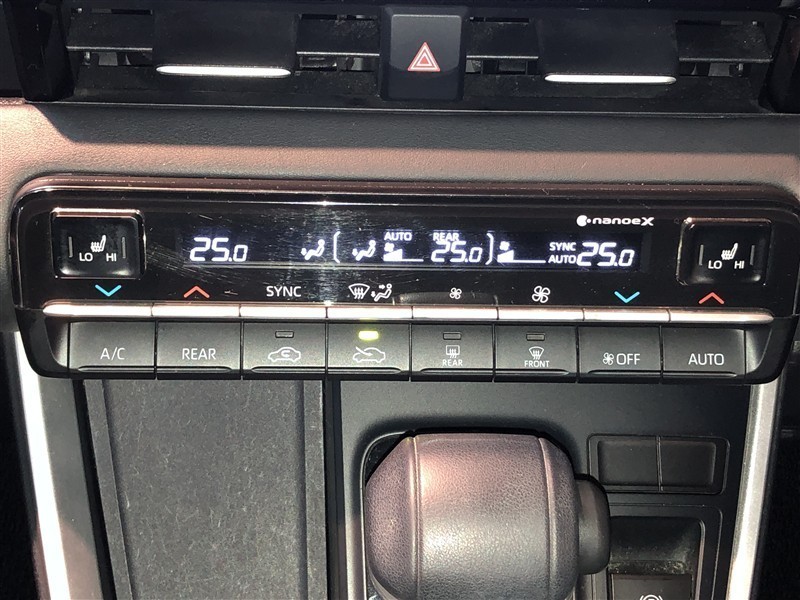 nanoeX
LO HI
25.0
AUTO
REAR
25.0
SYNC
AUTO
25.0
LO HI
SYNC
A/C
REAR
REAR
FRONT
OFF
AUTO